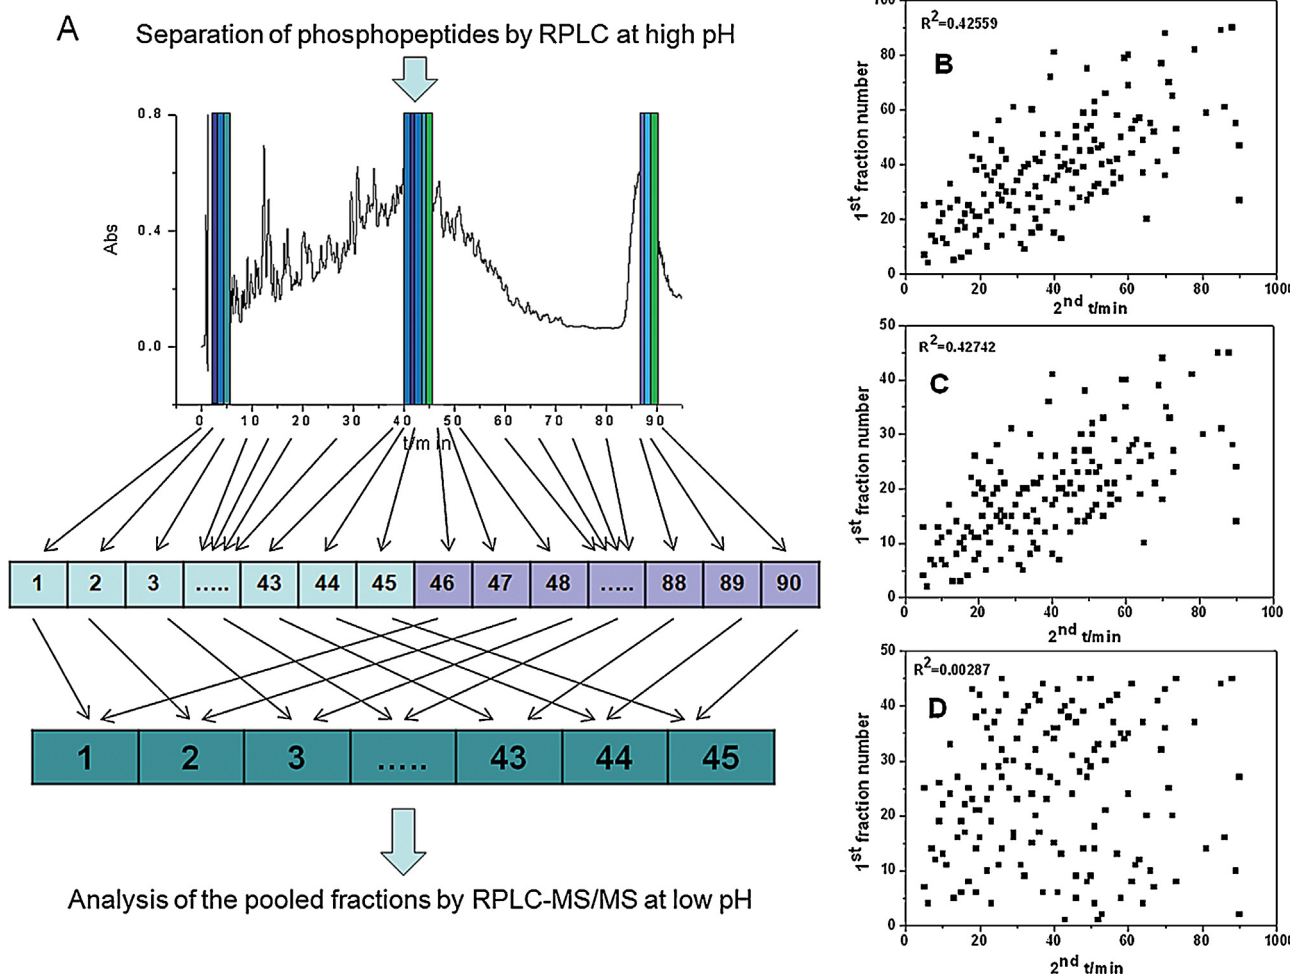 A
Separation of phosphopeptides by RPLC at high pH
0.8
0.4
0.0
Abs
0 10 20 30 40 50 60 70 80 90
t/m in
1 2 3 ..... 43 44 45 46 47 48 ..... 88 89 90
1 2 3 ..... 43 44 45
Analysis of the pooled fractions by RPLC-MS/MS at low pH
R²=0.42559
B
1st fraction number
100
80
60
40
20
0
0 20 40 60 80 100
2nd t/min
R²=0.42742
C
1st fraction number
50
40
30
20
10
0
0 20 40 60 80 100
2nd t/min
R²=0.00287
D
1st fraction number
50
40
30
20
10
0
0 20 40 60 80 100
2nd t/min